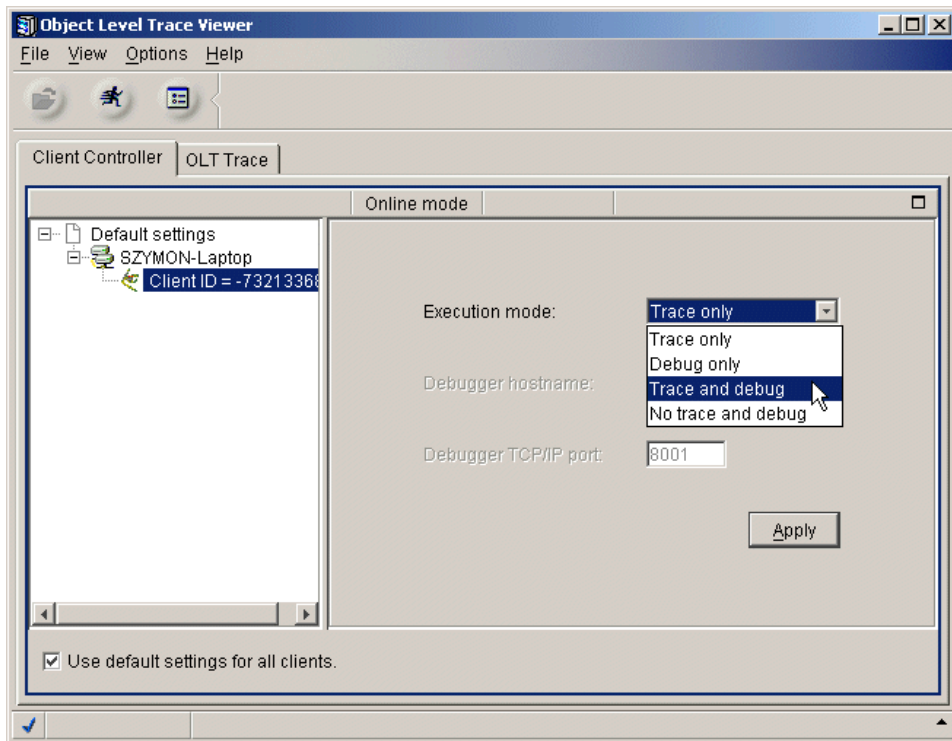 Object Level Trace Viewer
File View Options Help
Client Controller
OLT Trace
Online mode
Default settings
SZYMON-Laptop
Client ID = -73213368
Execution mode:
Trace only
Trace only
Debug only
Trace and debug
No trace and debug
Debugger hostname:
Debugger TCP/IP port:
8001
Apply
Use default settings for all clients.